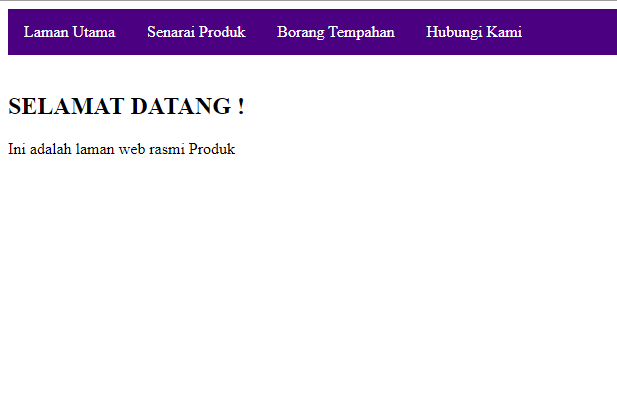 Laman Utama Senarai Produk Borang Tempahan Hubungi Kami
SELAMAT DATANG !
Ini adalah laman web rasmi Produk